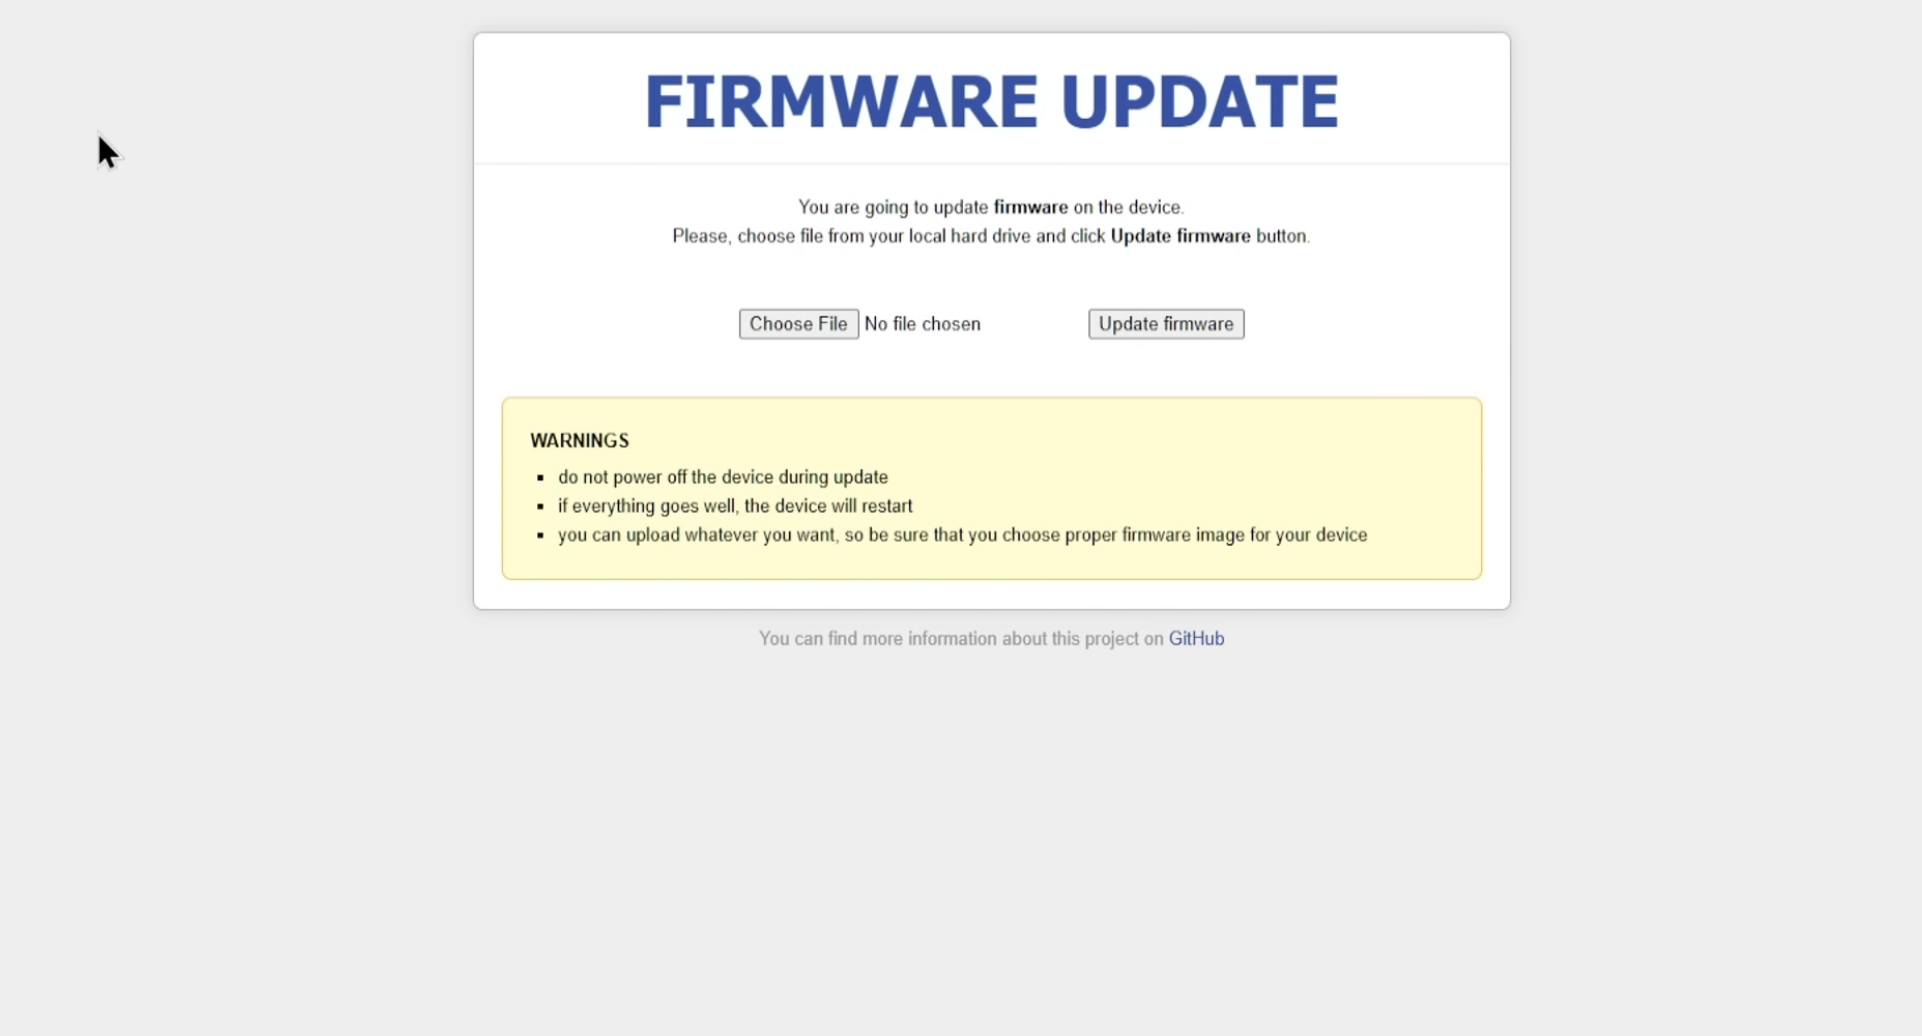 FIRMWARE UPDATE
You are going to update firmware on the device.
Please, choose file from your local hard drive and click Update firmware button.
Choose File No file chosen Update firmware
WARNINGS
▪ do not power off the device during update
▪ if everything goes well, the device will restart
▪ you can upload whatever you want, so be sure that you choose proper firmware image for your device
You can find more information about this project on GitHub